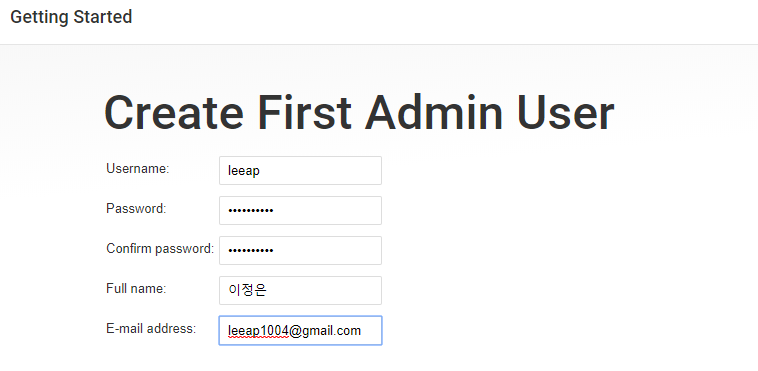 Getting Started
Create First Admin User
Username: leeap
Password: ••••••••••
Confirm password: ••••••••••
Full name: 이정은
E-mail address: leeap1004@gmail.com